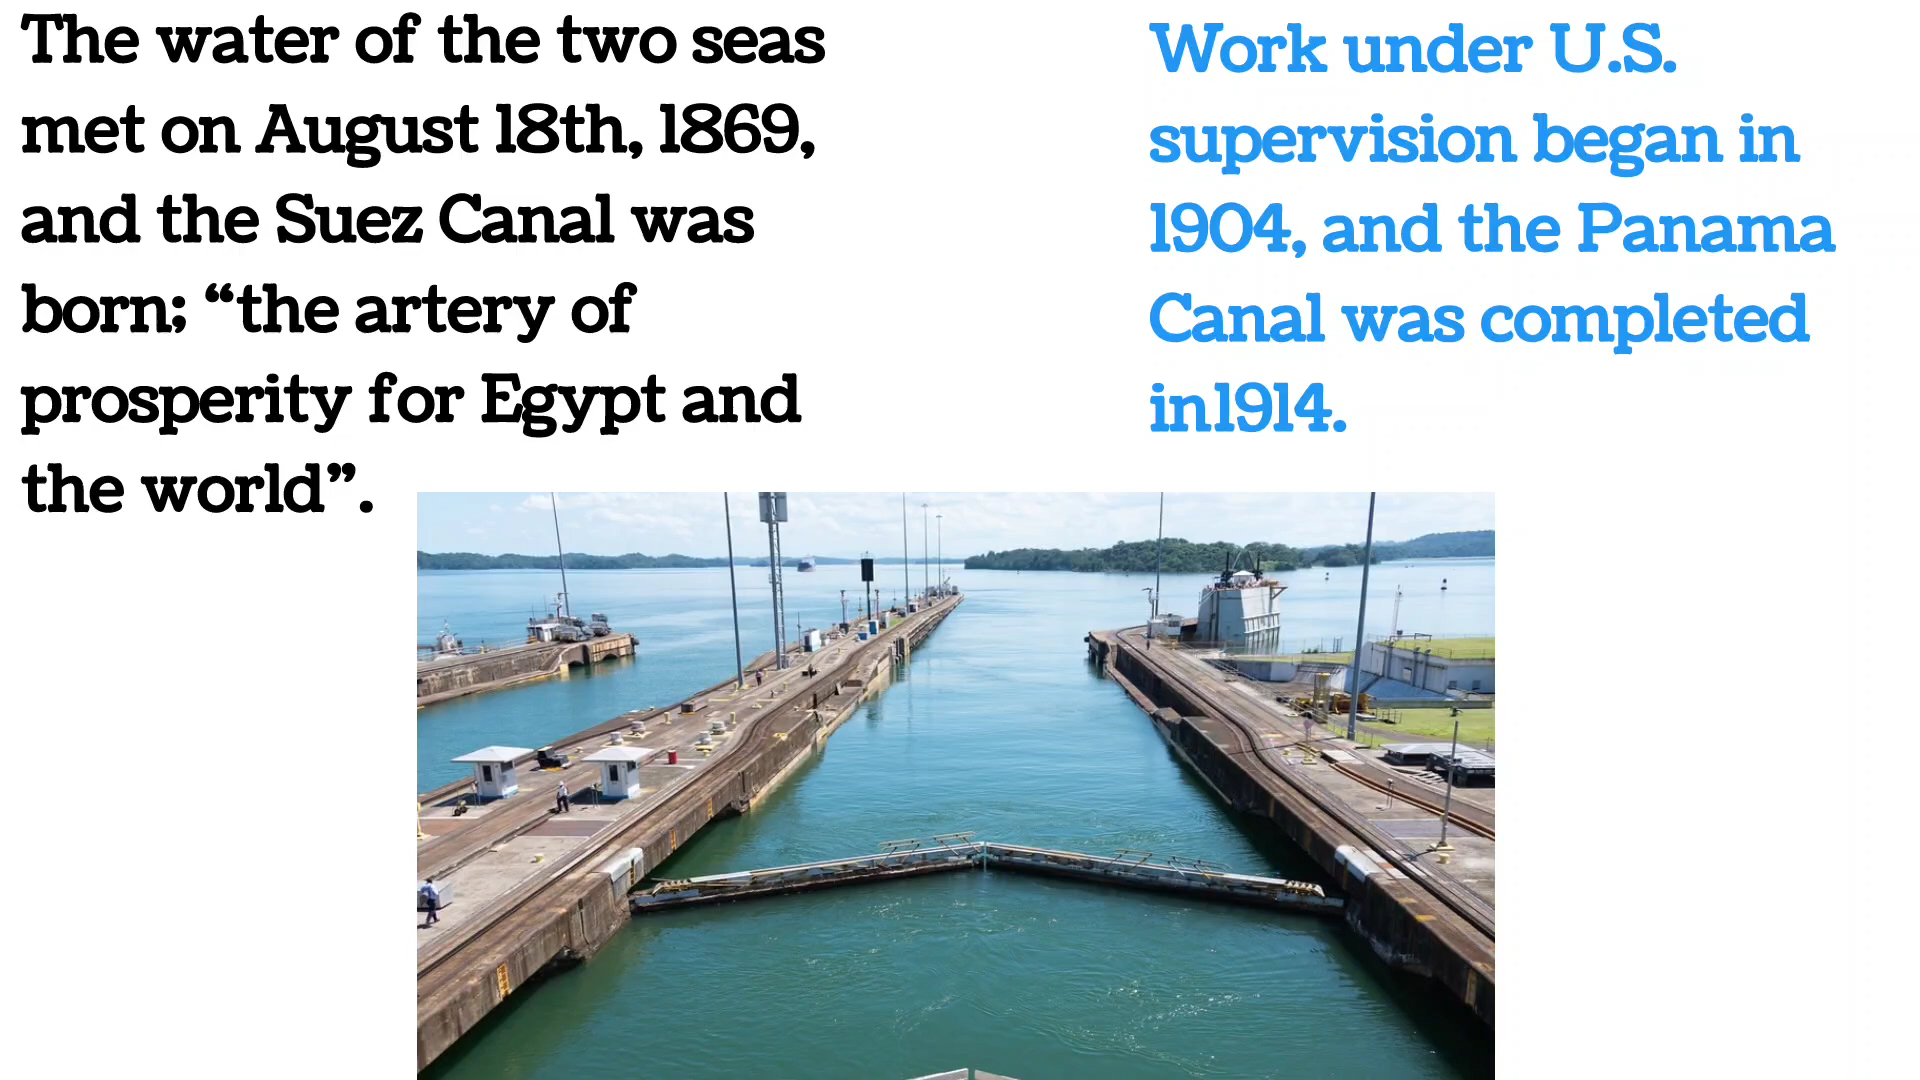 The water of the two seas
met on August 18th, 1869,
and the Suez Canal was
born; “the artery of
prosperity for Egypt and
the world”.
Work under U.S.
supervision began in
1904, and the Panama
Canal was completed
in1914.